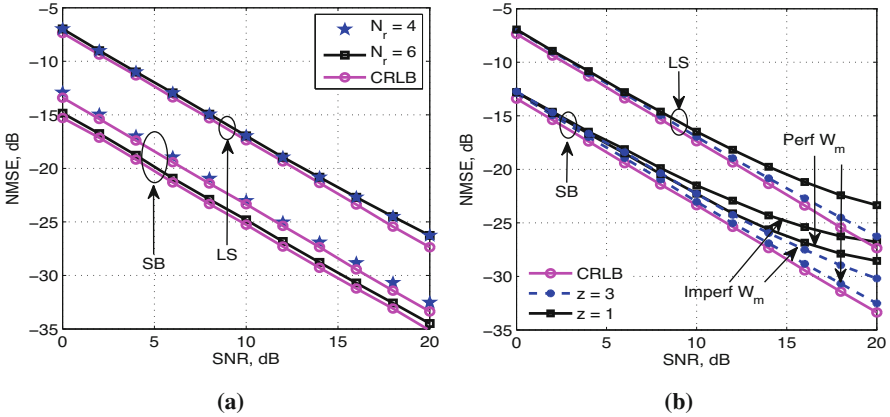 −5
−10
−15
−20
−25
−30
−35
0
5
10
15
20
NMSE, dB
SNR, dB
N_r = 4
N_r = 6
CRLB
SB
LS
(a)
−5
−10
−15
−20
−25
−30
−35
0
5
10
15
20
NMSE, dB
SNR, dB
LS
SB
Perf W_m
Imperf W_m
CRLB
z = 3
z = 1
(b)